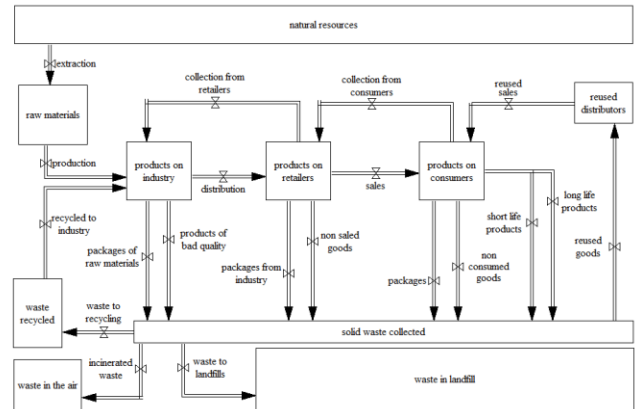 natural resources
extraction
collection from
retailers
collection from
consumers
reused
sales
raw materials
reused
distributors
production
products on
industry
distribution
products on
retailers
sales
products on
consumers
recycled to
industry
packages of
raw materials
products of
bad quality
packages from
industry
non saled
goods
packages
non
consumed
goods
short life
products
long life
products
reused
goods
waste
recycled
waste to
recycling
solid waste collected
waste in the air
incinerated
waste
waste to
landfills
waste in landfill